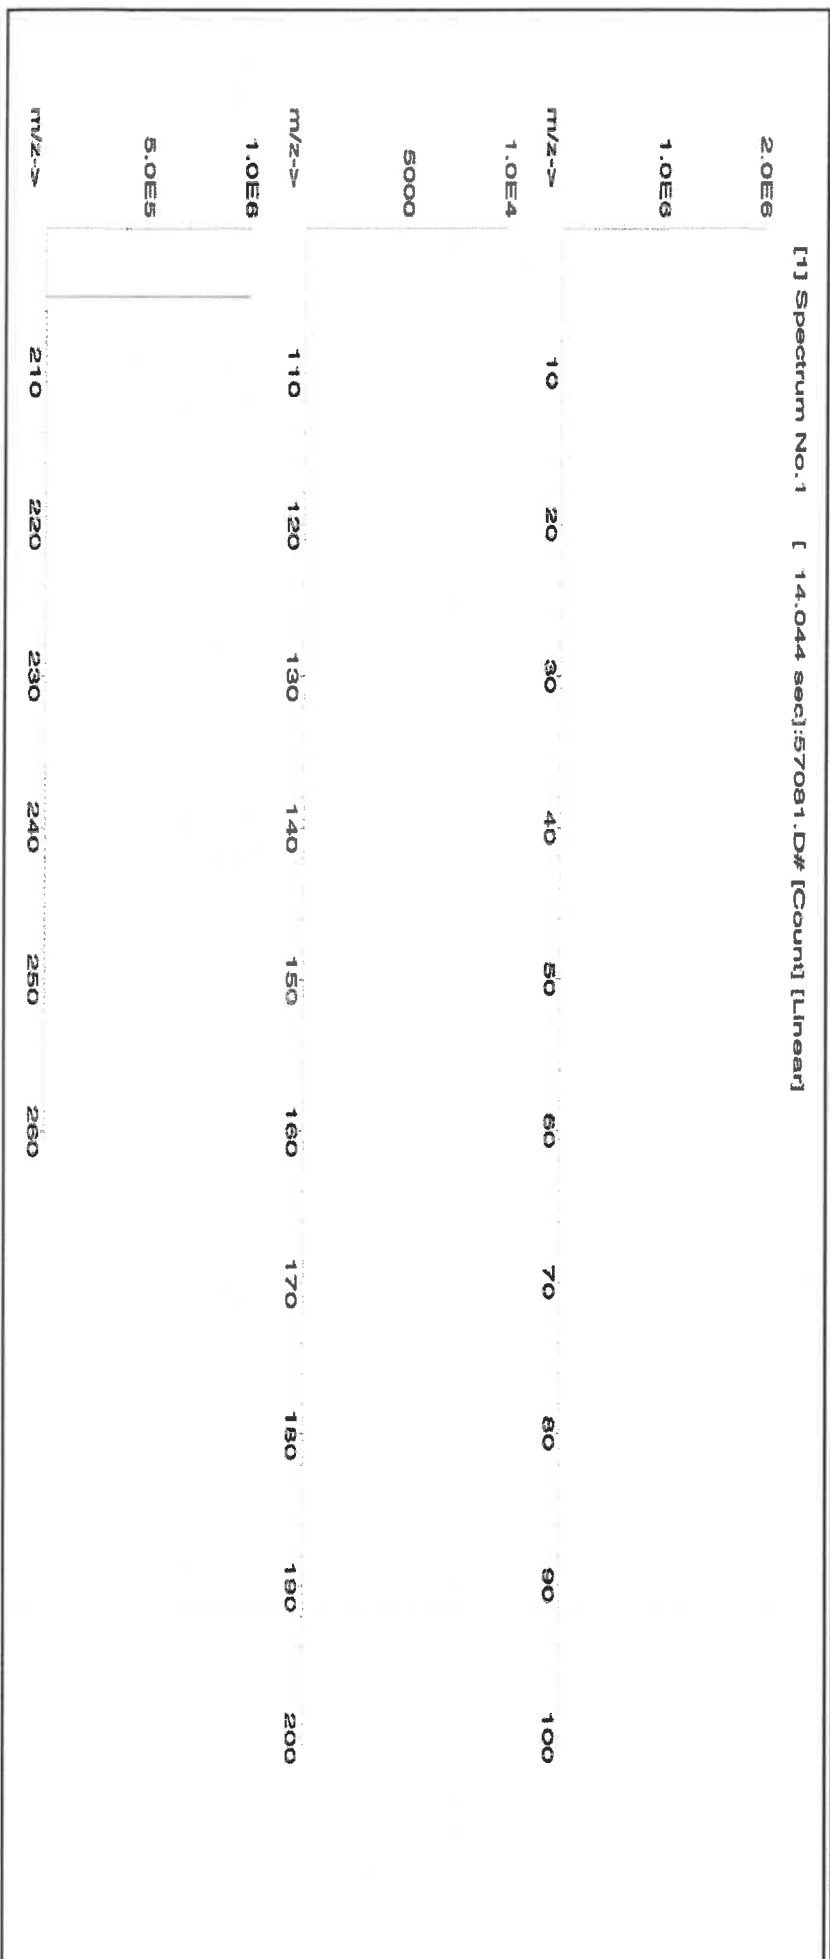 [1] Spectrum No.1 [ 14.044 sec]:57081.D# [Count] [Linear]
2.0E6
1.0E6
m/z-> 10 20 30 40 50 60 70 80 90 100
1.0E4
5000
m/z-> 110 120 130 140 150 160 170 180 190 200
1.0E6
5.0E5
m/z-> 210 220 230 240 250 260